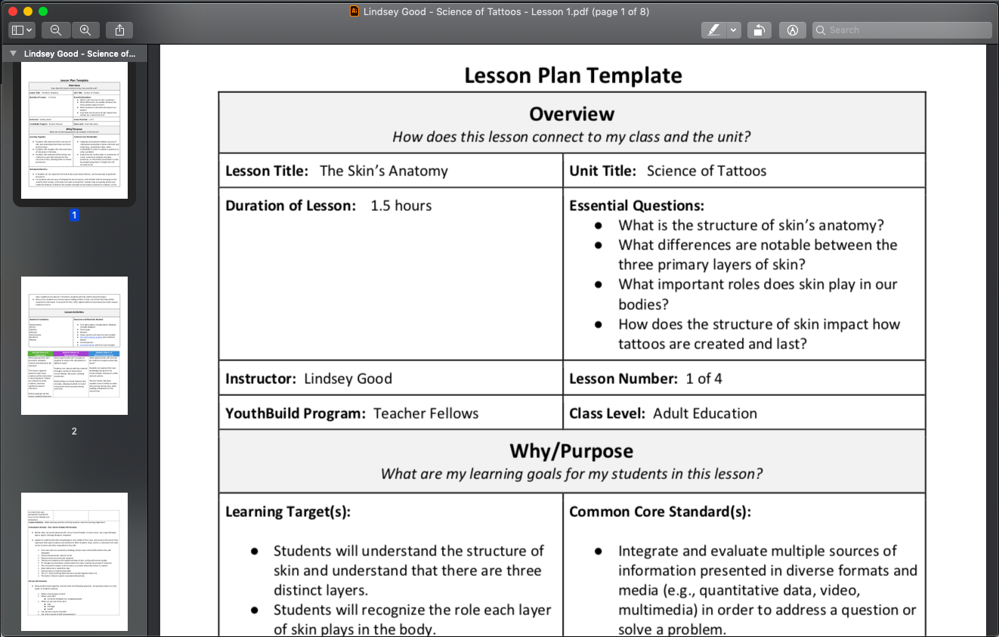 Lindsey Good - Science of Tattoos - Lesson 1.pdf (page 1 of 8)
Search
Lindsey Good - Science of...
1
2
Lesson Plan Template
Overview
How does this lesson connect to my class and the unit?
Lesson Title: The Skin's Anatomy
Unit Title: Science of Tattoos
Duration of Lesson: 1.5 hours
Essential Questions:
● What is the structure of skin's anatomy?
● What differences are notable between the
three primary layers of skin?
● What important roles does skin play in our
bodies?
● How does the structure of skin impact how
tattoos are created and last?
Instructor: Lindsey Good
Lesson Number: 1 of 4
YouthBuild Program: Teacher Fellows
Class Level: Adult Education
Why/Purpose
What are my learning goals for my students in this lesson?
Learning Target(s):
● Students will understand the structure of
skin and understand that there are three
distinct layers.
● Students will recognize the role each layer
of skin plays in the body.
Common Core Standard(s):
● Integrate and evaluate multiple sources of
information presented in diverse formats and
media (e.g., quantitative data, video,
multimedia) in order to address a question or
solve a problem.